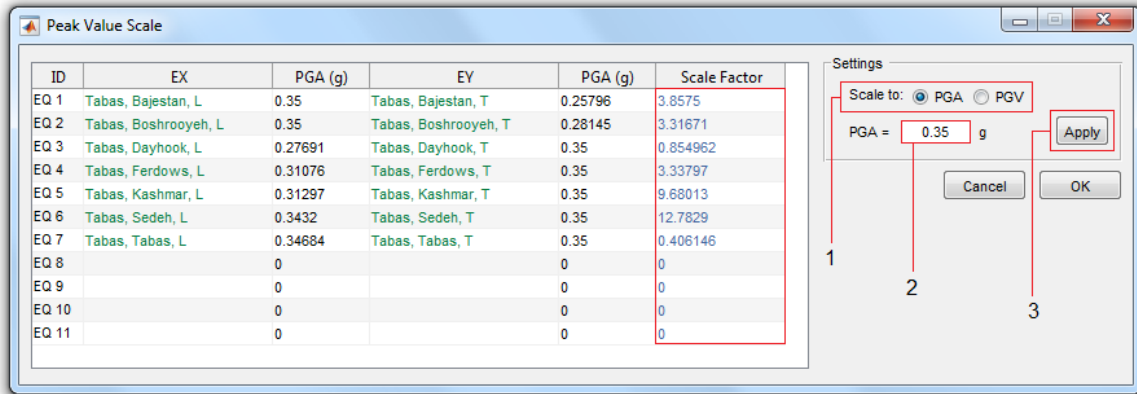 Peak Value Scale
ID EX PGA (g) EY PGA (g) Scale Factor
EQ 1 Tabas, Bajestan, L 0.35 Tabas, Bajestan, T 0.25796 3.8575
EQ 2 Tabas, Boshrooyeh, L 0.35 Tabas, Boshrooyeh, T 0.28145 3.31671
EQ 3 Tabas, Dayhook, L 0.27691 Tabas, Dayhook, T 0.35 0.854962
EQ 4 Tabas, Ferdows, L 0.31076 Tabas, Ferdows, T 0.35 3.33797
EQ 5 Tabas, Kashmar, L 0.31297 Tabas, Kashmar, T 0.35 9.68013
EQ 6 Tabas, Sedeh, L 0.3432 Tabas, Sedeh, T 0.35 12.7829
EQ 7 Tabas, Tabas, L 0.34684 Tabas, Tabas, T 0.35 0.406146
EQ 8 0 0 0
EQ 9 0 0 0
EQ 10 0 0 0
EQ 11 0 0 0
Settings
Scale to: PGA PGV
PGA = 0.35 g Apply
Cancel OK
1
2
3